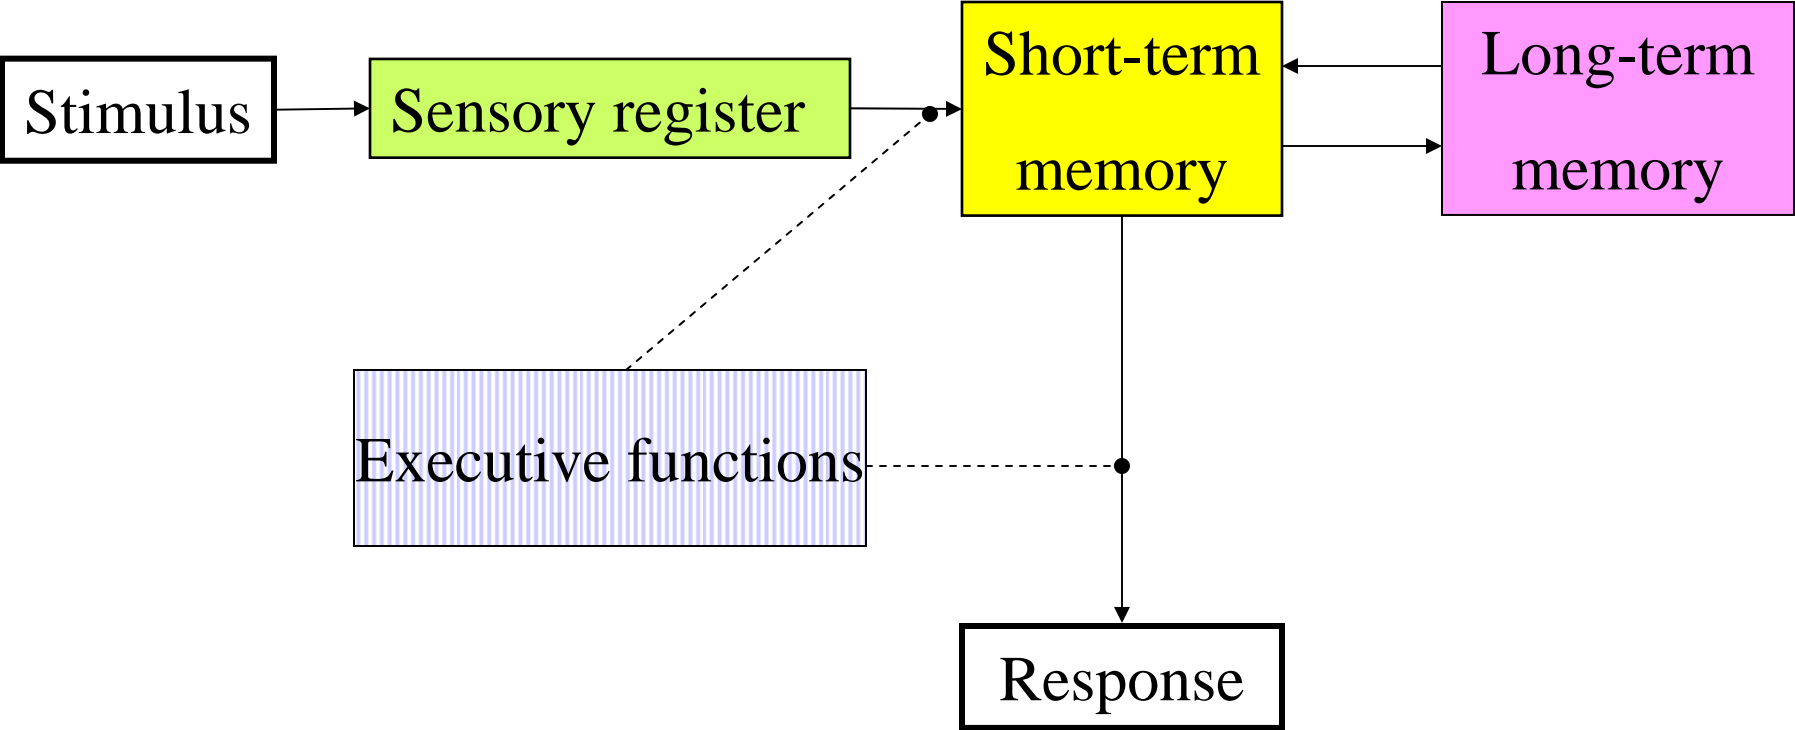 Stimulus
Sensory register
Short-term
memory
Long-term
memory
Executive functions
Response